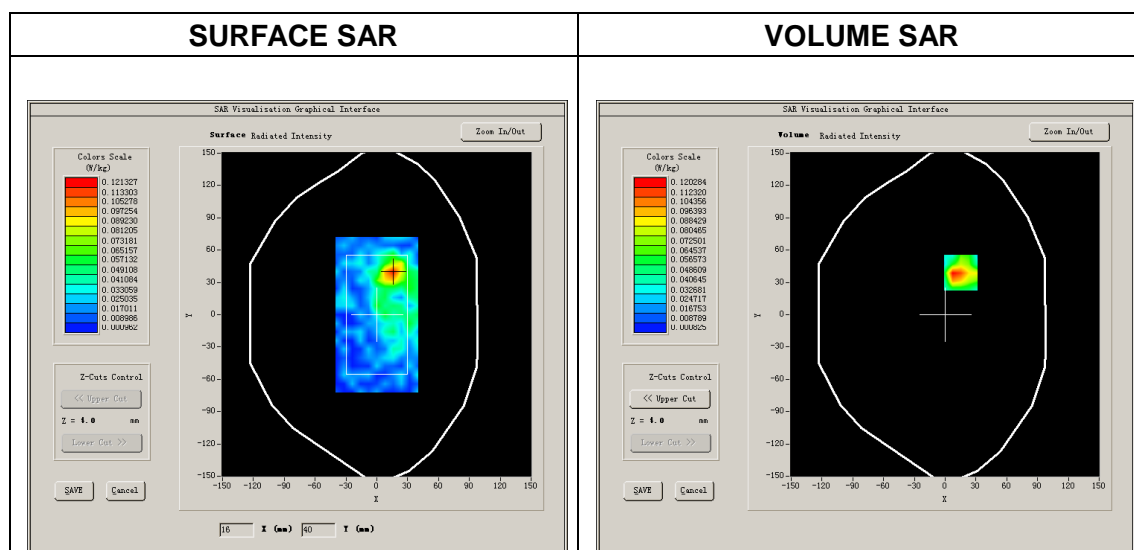 SURFACE SAR
VOLUME SAR
SAR Visualisation Graphical Interface
Surface Radiated Intensity
Zoom In/Out
Colors Scale
(W/kg)
0.121327
0.113303
0.105278
0.097254
0.089230
0.081205
0.073181
0.065157
0.057132
0.049108
0.041084
0.033059
0.025035
0.017011
0.008986
0.000962
Z-Cuts Control
<< Upper Cut
Z = 4.0 mm
Lower Cut >>
SAVE Cancel
150
120
90
60
30
0
-30
-60
-90
-120
-150
Y
-150 -120 -90 -60 -30 0 30 60 90 120 150
X
16 X (mm) 40 Y (mm)
SAR Visualisation Graphical Interface
Volume Radiated Intensity
Zoom In/Out
Colors Scale
(W/kg)
0.120284
0.112320
0.104356
0.096393
0.088429
0.080465
0.072501
0.064537
0.056573
0.048609
0.040645
0.032681
0.024717
0.016753
0.008789
0.000825
Z-Cuts Control
<< Upper Cut
Z = 4.0 mm
Lower Cut >>
SAVE Cancel
150
120
90
60
30
0
-30
-60
-90
-120
-150
Y
-150 -120 -90 -60 -30 0 30 60 90 120 150
X